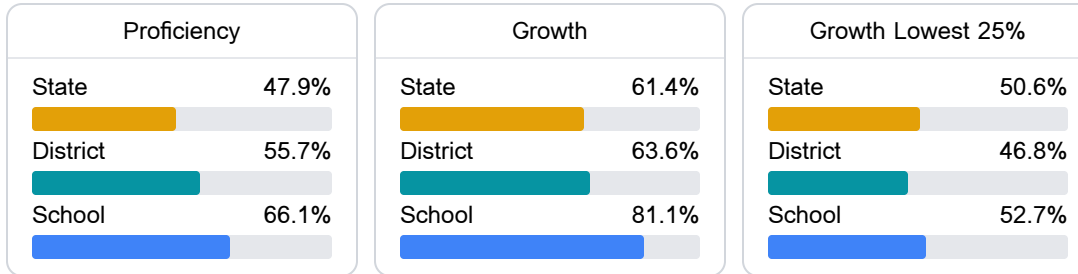 Proficiency
State 47.9%
District 55.7%
School 66.1%
Growth
State 61.4%
District 63.6%
School 81.1%
Growth Lowest 25%
State 50.6%
District 46.8%
School 52.7%